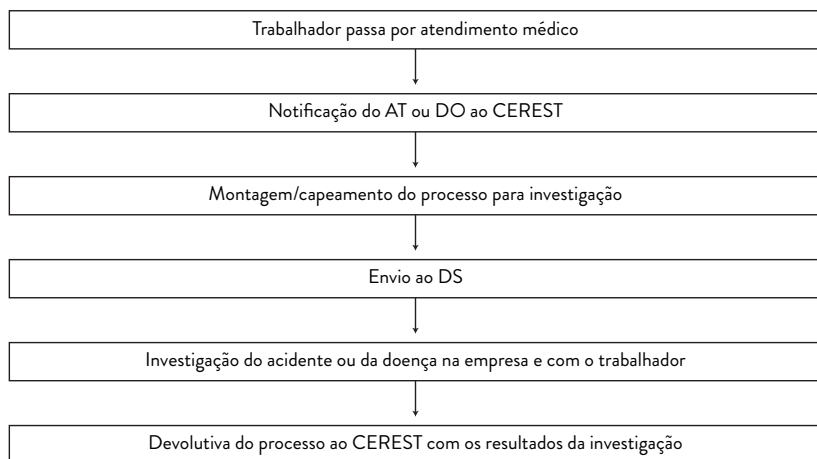 Trabalhador passa por atendimento médico
Notificação do AT ou DO ao CEREST
Montagem/capeamento do processo para investigação
Envio ao DS
Investigação do acidente ou da doença na empresa e com o trabalhador
Devolutiva do processo ao CEREST com os resultados da investigação